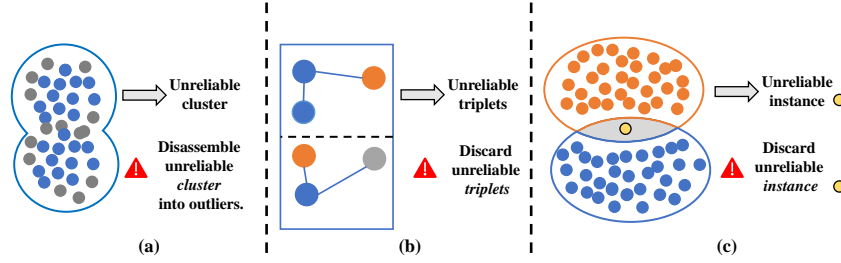 Unreliable
cluster
Disassemble
unreliable
cluster
into outliers.
(a)
Unreliable
triplets
Discard
unreliable
triplets
(b)
Unreliable
instance
Discard
unreliable
instance
(c)